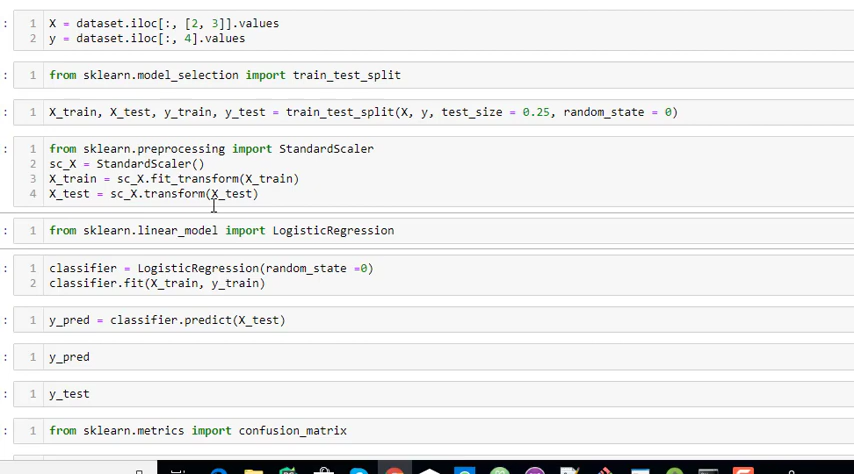 : 1 X = dataset.iloc[:, [2, 3]].values
2 y = dataset.iloc[:, 4].values
: 1 from sklearn.model_selection import train_test_split
: 1 X_train, X_test, y_train, y_test = train_test_split(X, y, test_size = 0.25, random_state = 0)
: 1 from sklearn.preprocessing import StandardScaler
2 sc_X = StandardScaler()
3 X_train = sc_X.fit_transform(X_train)
4 X_test = sc_X.transform(X_test)
: 1 from sklearn.linear_model import LogisticRegression
: 1 classifier = LogisticRegression(random_state =0)
2 classifier.fit(X_train, y_train)
: 1 y_pred = classifier.predict(X_test)
: 1 y_pred
: 1 y_test
: 1 from sklearn.metrics import confusion_matrix